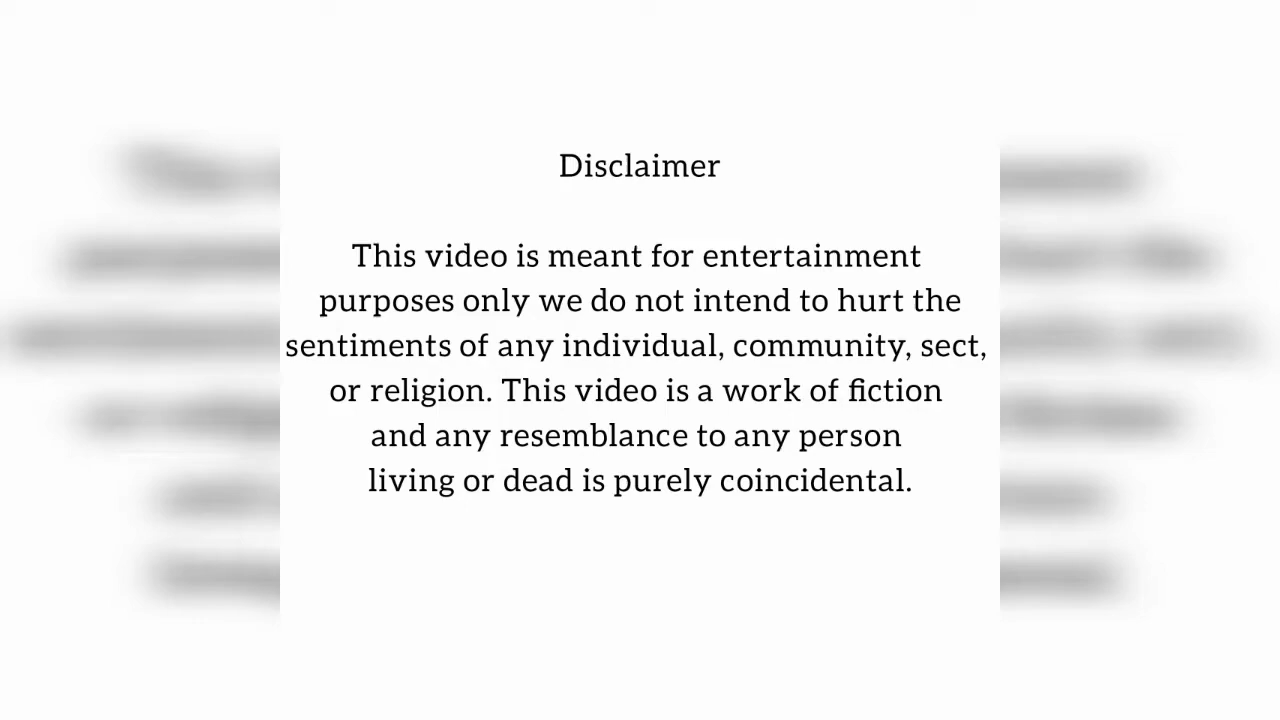 Disclaimer
This video is meant for entertainment
purposes only we do not intend to hurt the
sentiments of any individual, community, sect,
or religion. This video is a work of fiction
and any resemblance to any person
living or dead is purely coincidental.